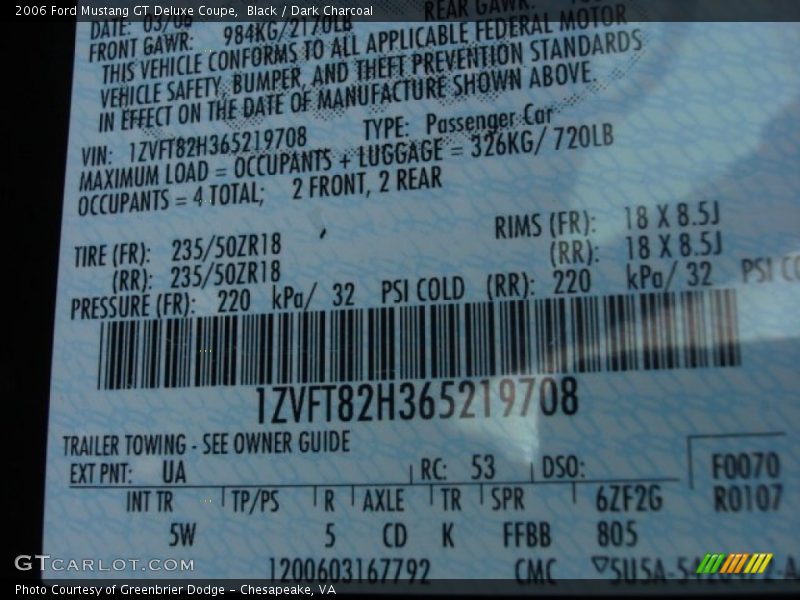 2006 Ford Mustang GT Deluxe Coupe, Black / Dark Charcoal
DATE: 03/06 REAR GAWR:
FRONT GAWR: 984KG/2170LB
THIS VEHICLE CONFORMS TO ALL APPLICABLE FEDERAL MOTOR
VEHICLE SAFETY, BUMPER, AND THEFT PREVENTION STANDARDS
IN EFFECT ON THE DATE OF MANUFACTURE SHOWN ABOVE.
VIN: 1ZVFT82H365219708 TYPE: Passenger Car
MAXIMUM LOAD = OCCUPANTS + LUGGAGE = 326KG/ 720LB
OCCUPANTS = 4 TOTAL; 2 FRONT, 2 REAR
TIRE (FR): 235/50ZR18 RIMS (FR): 18 X 8.5J
(RR): 235/50ZR18 (RR): 18 X 8.5J
PRESSURE (FR): 220 kPa/ 32 PSI COLD (RR): 220 kPa/ 32 PSI
1ZVFT82H365219708
TRAILER TOWING - SEE OWNER GUIDE
EXT PNT: UA RC: 53 DSO: F0070
INT TR TP/PS R AXLE TR SPR 6ZF2G R0107
5W 5 CD K FFBB 805
1200603167792 CMC
GTCARLOT.COM
Photo Courtesy of Greenbrier Dodge - Chesapeake, VA